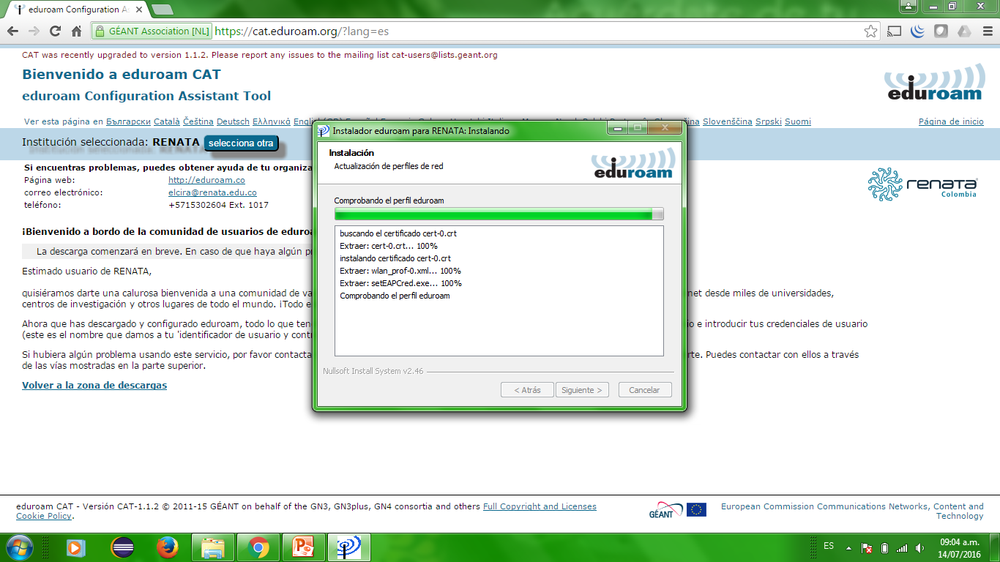 eduroam Configuration A
GÉANT Association [NL] https://cat.eduroam.org/?lang=es
CAT was recently upgraded to version 1.1.2. Please report any issues to the mailing list cat-users@lists.geant.org
Bienvenido a eduroam CAT
eduroam Configuration Assistant Tool
eduroam
Ver esta página en Български Català Čeština Deutsch Ελληνικά Slovenščina Srpski Suomi
Página de inicio
Institución seleccionada: RENATA selecciona otra
Si encuentras problemas, puedes obtener ayuda de tu organiza
Página web: http://eduroam.co
correo electrónico: elcira@renata.edu.co
teléfono: +5715302604 Ext. 1017
renata
Colombia
¡Bienvenido a bordo de la comunidad de usuarios de eduroa
La descarga comenzará en breve. En caso de que haya algún p
Estimado usuario de RENATA,
quisiéramos darte una calurosa bienvenida a una comunidad de va net desde miles de universidades,
centros de investigación y otros lugares de todo el mundo. ¡Todo e
Ahora que has descargado y configurado eduroam, todo lo que ten o e introducir tus credenciales de usuario
(este es el nombre que damos a tu 'identificador de usuario y contr
Si hubiera algún problema usando este servicio, por favor contacta rte. Puedes contactar con ellos a través
de las vías mostradas en la parte superior.
Volver a la zona de descargas
Instalador eduroam para RENATA: Instalando
Instalación
Actualización de perfiles de red
eduroam
Comprobando el perfil eduroam
buscando el certificado cert-0.crt
Extraer: cert-0.crt... 100%
instalando certificado cert-0.crt
Extraer: wlan_prof-0.xml... 100%
Extraer: setEAPCred.exe... 100%
Comprobando el perfil eduroam
Nullsoft Install System v2.46
< Atrás
Siguiente >
Cancelar
eduroam CAT - Versión CAT-1.1.2 © 2011-15 GÉANT on behalf of the GN3, GN3plus, GN4 consortia and others Full Copyright and Licenses
Cookie Policy.
GÉANT
European Commission Communications Networks, Content and
Technology
ES
09:04 a.m.
14/07/2016